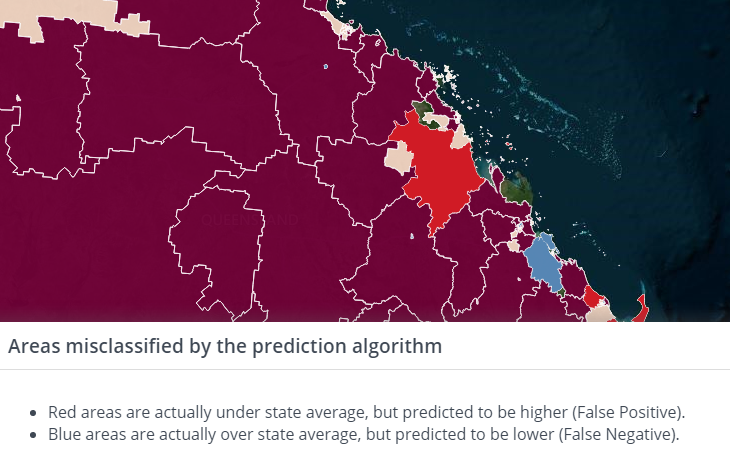 QUEENSLAND
Areas misclassified by the prediction algorithm
Red areas are actually under state average, but predicted to be higher (False Positive).
Blue areas are actually over state average, but predicted to be lower (False Negative).